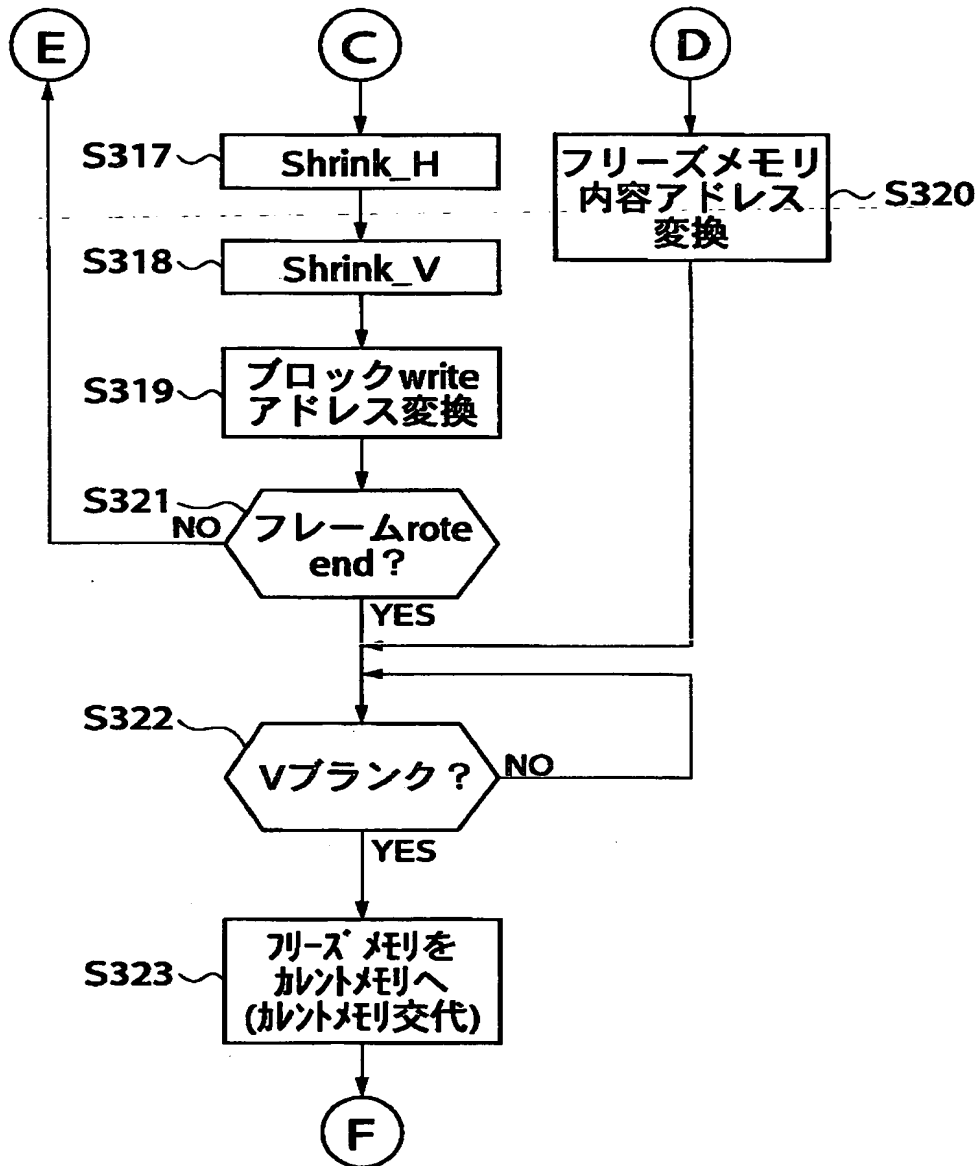 E
C
D
S317
Shrink_H
フリーズメモリ
内容アドレス
変換
S320
S318
Shrink_V
S319
ブロックwrite
アドレス変換
S321
NO
フレームrote
end？
YES
S322
Vブランク？
NO
YES
S323
ﾌﾘｰｽﾞﾒﾓﾘを
ｶﾚﾝﾄﾒﾓﾘへ
(ｶﾚﾝﾄﾒﾓﾘ交代)
F